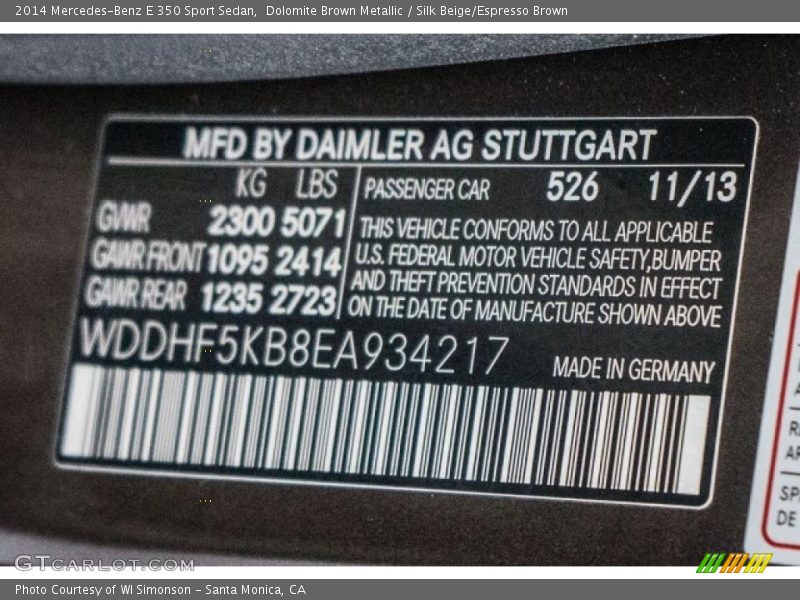 2014 Mercedes-Benz E 350 Sport Sedan,  Dolomite Brown Metallic / Silk Beige/Espresso Brown
MFD BY DAIMLER AG STUTTGART
KG LBS
GVWR 2300 5071
GAWR FRONT 1095 2414
GAWR REAR 1235 2723
PASSENGER CAR 526 11/13
THIS VEHICLE CONFORMS TO ALL APPLICABLE
U.S. FEDERAL MOTOR VEHICLE SAFETY,BUMPER
AND THEFT PREVENTION STANDARDS IN EFFECT
ON THE DATE OF MANUFACTURE SHOWN ABOVE
WDDHF5KB8EA934217
MADE IN GERMANY
SP
DE
GTCARLOT.COM
Photo Courtesy of WI Simonson - Santa Monica, CA